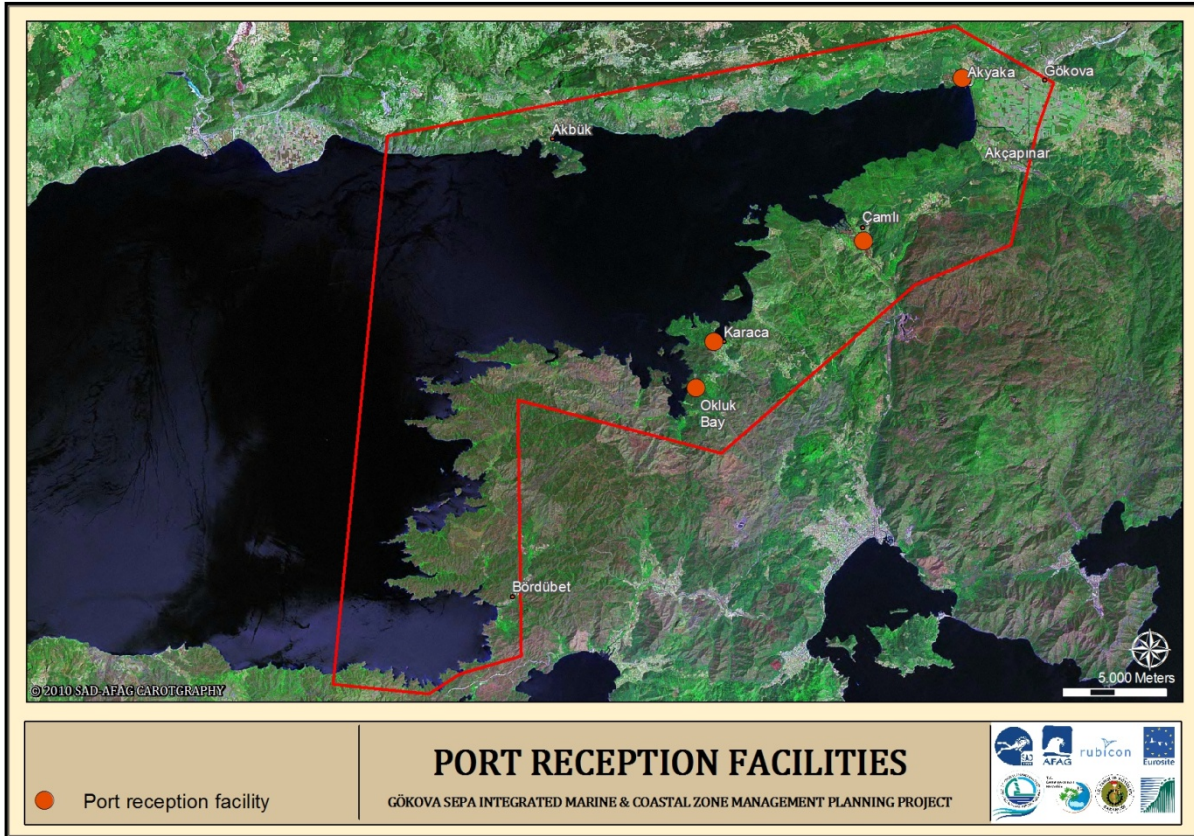 Akyaka
Gökova
Akbük
Akçapınar
Çamlı
Karaca
Okluk
Bay
Bördübet
5.000 Meters
© 2010 SAD-AFAG CAROTGRAPHY
PORT RECEPTION FACILITIES
GÖKOVA SEPA INTEGRATED MARINE & COASTAL ZONE MANAGEMENT PLANNING PROJECT
Port reception facility
SAD
AFAG
rubicon
Eurosite